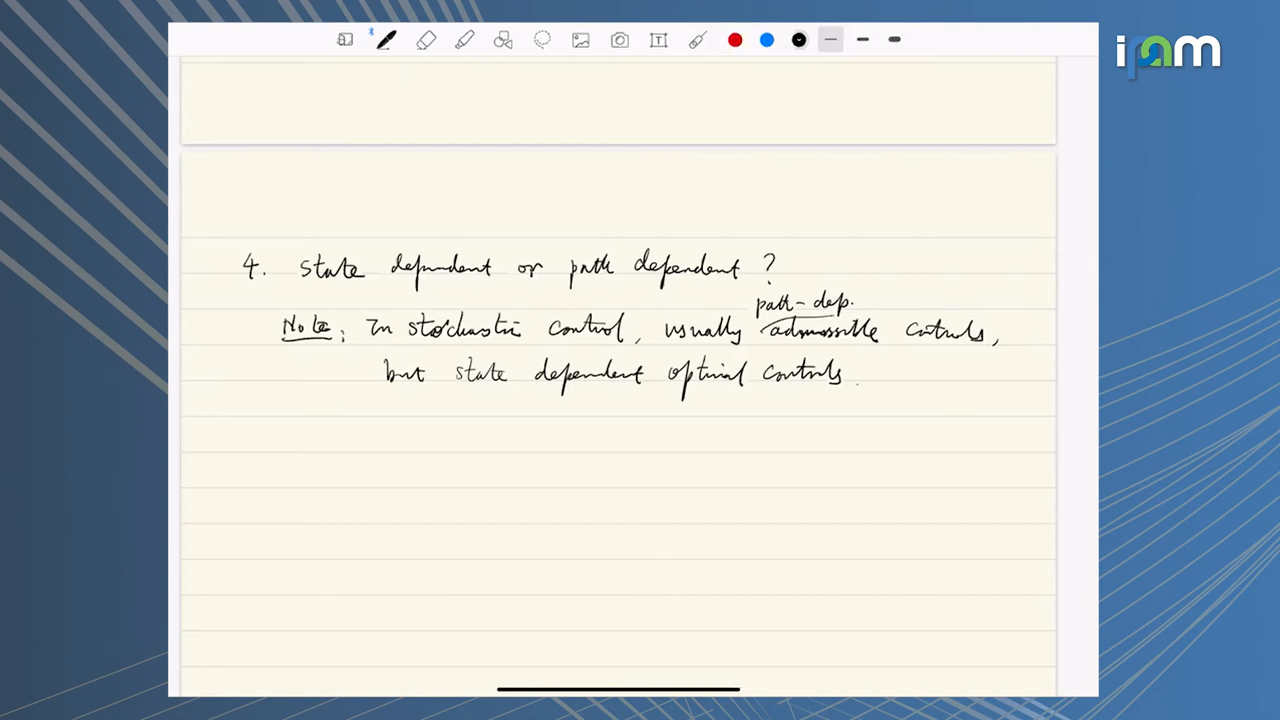 ipam
4. state dependent or path dependent ?
path-dep.
Note: In stochastic control, usually admissible controls,
but state dependent optimal controls.